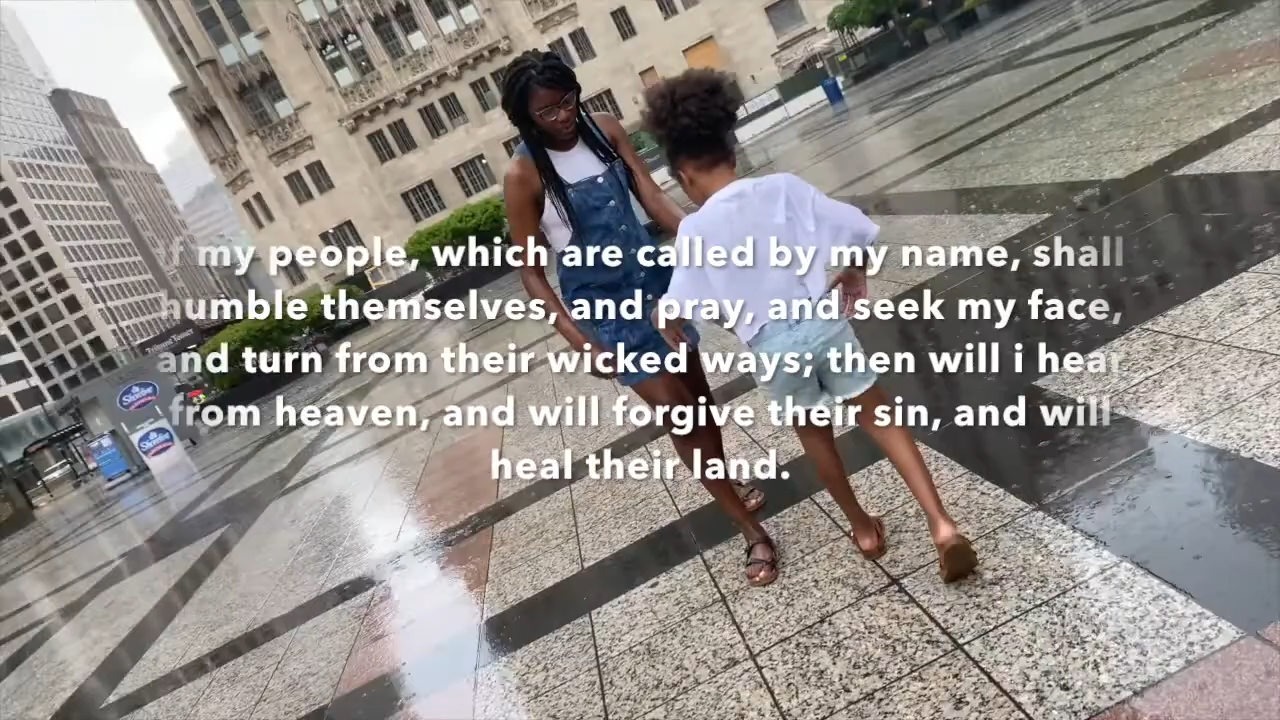 If my people, which are called by my name, shall
humble themselves, and pray, and seek my face,
and turn from their wicked ways; then will i hear
from heaven, and will forgive their sin, and will
heal their land.